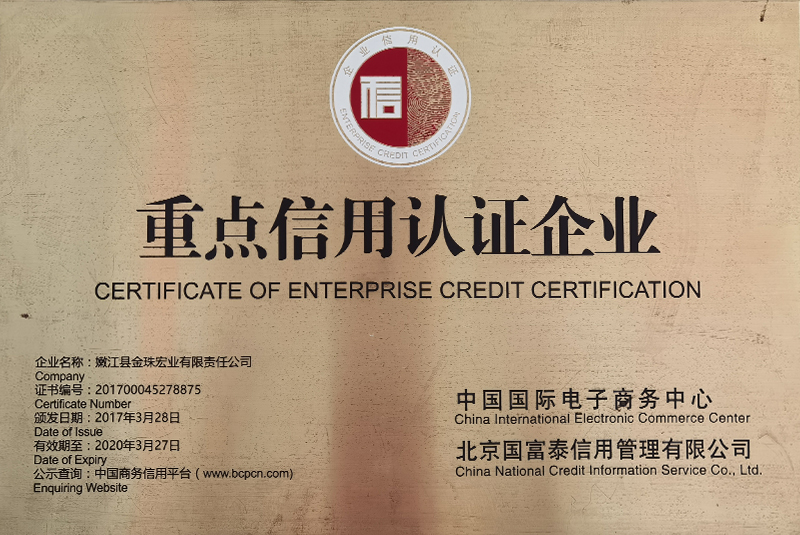 企业信用认证
信
ENTERPRISE CREDIT CERTIFICATION
重点信用认证企业
CERTIFICATE OF ENTERPRISE CREDIT CERTIFICATION
企业名称：嫩江县金珠宏业有限责任公司
Company
证书编号：201700045278875
Certificate Number
颁发日期：2017年3月28日
Date of Issue
有效期至：2020年3月27日
Date of Expiry
公示查询：中国商务信用平台（www.bcpcn.com)
Enquiring Website
中国国际电子商务中心
China International Electronic Commerce Center
北京国富泰信用管理有限公司
China National Credit Information Service Co., Ltd.